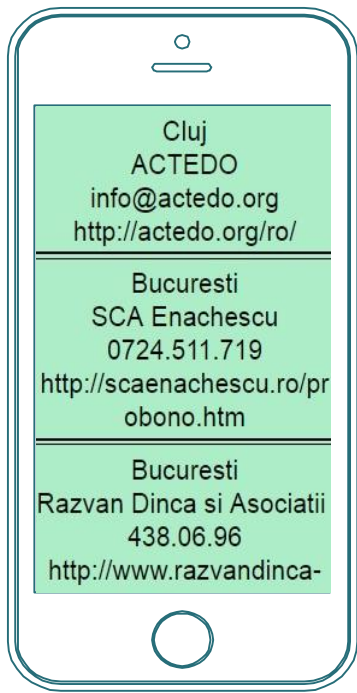 Cluj
ACTEDO
info@actedo.org
http://actedo.org/ro/
Bucuresti
SCA Enachescu
0724.511.719
http://scaenachescu.ro/pr
obono.htm
Bucuresti
Razvan Dinca si Asociatii
438.06.96
http://www.razvandinca-